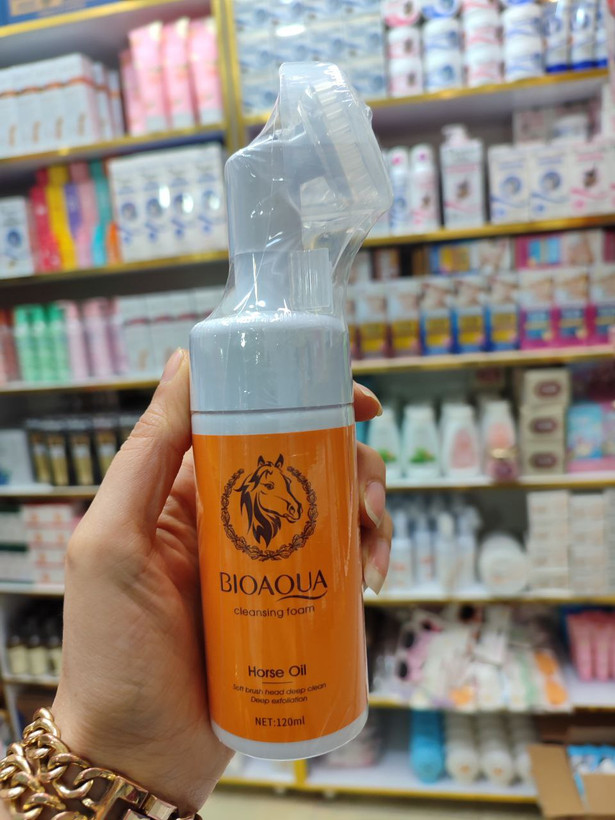 BIOAQUA
cleansing foam
Horse Oil
Soft brush head deep clean
Deep exfoliation
NET:120ml